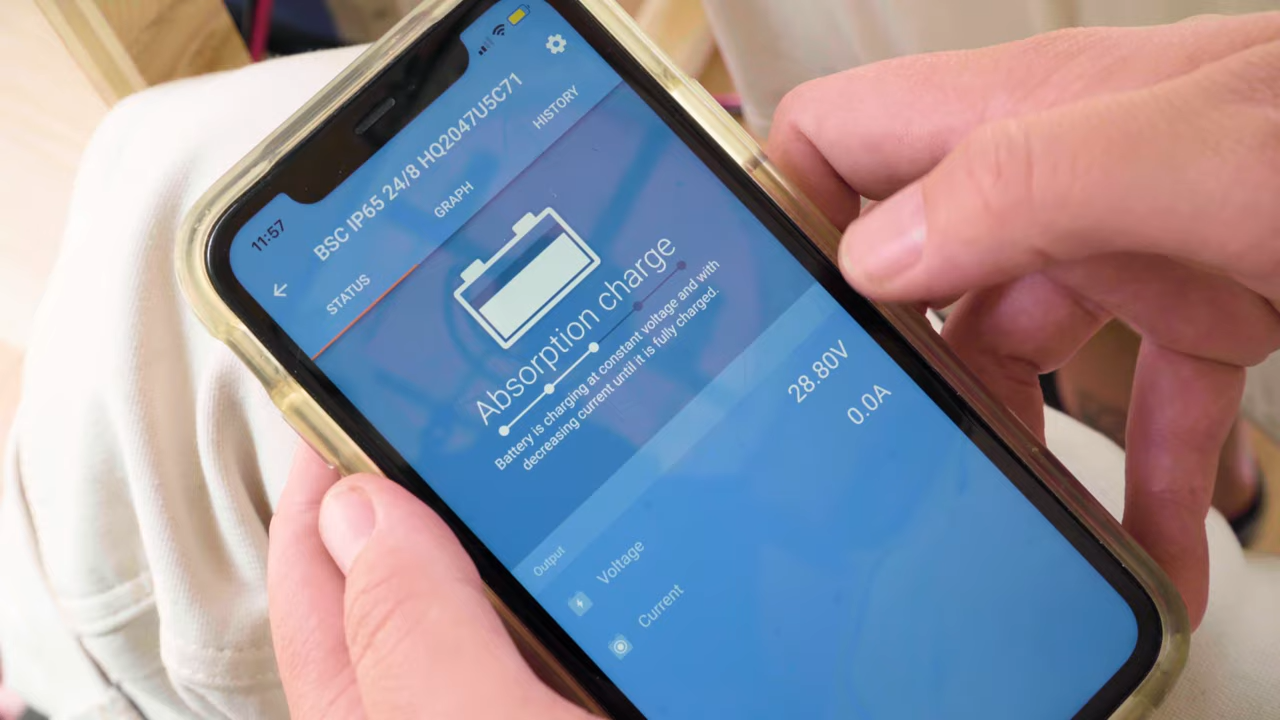 11:57
BSC IP65 24/8 HQ2047U5C71
STATUS GRAPH HISTORY
Absorption charge
Battery is charging at constant voltage and with
decreasing current until it is fully charged.
Output
Voltage 28.80V
Current 0.0A